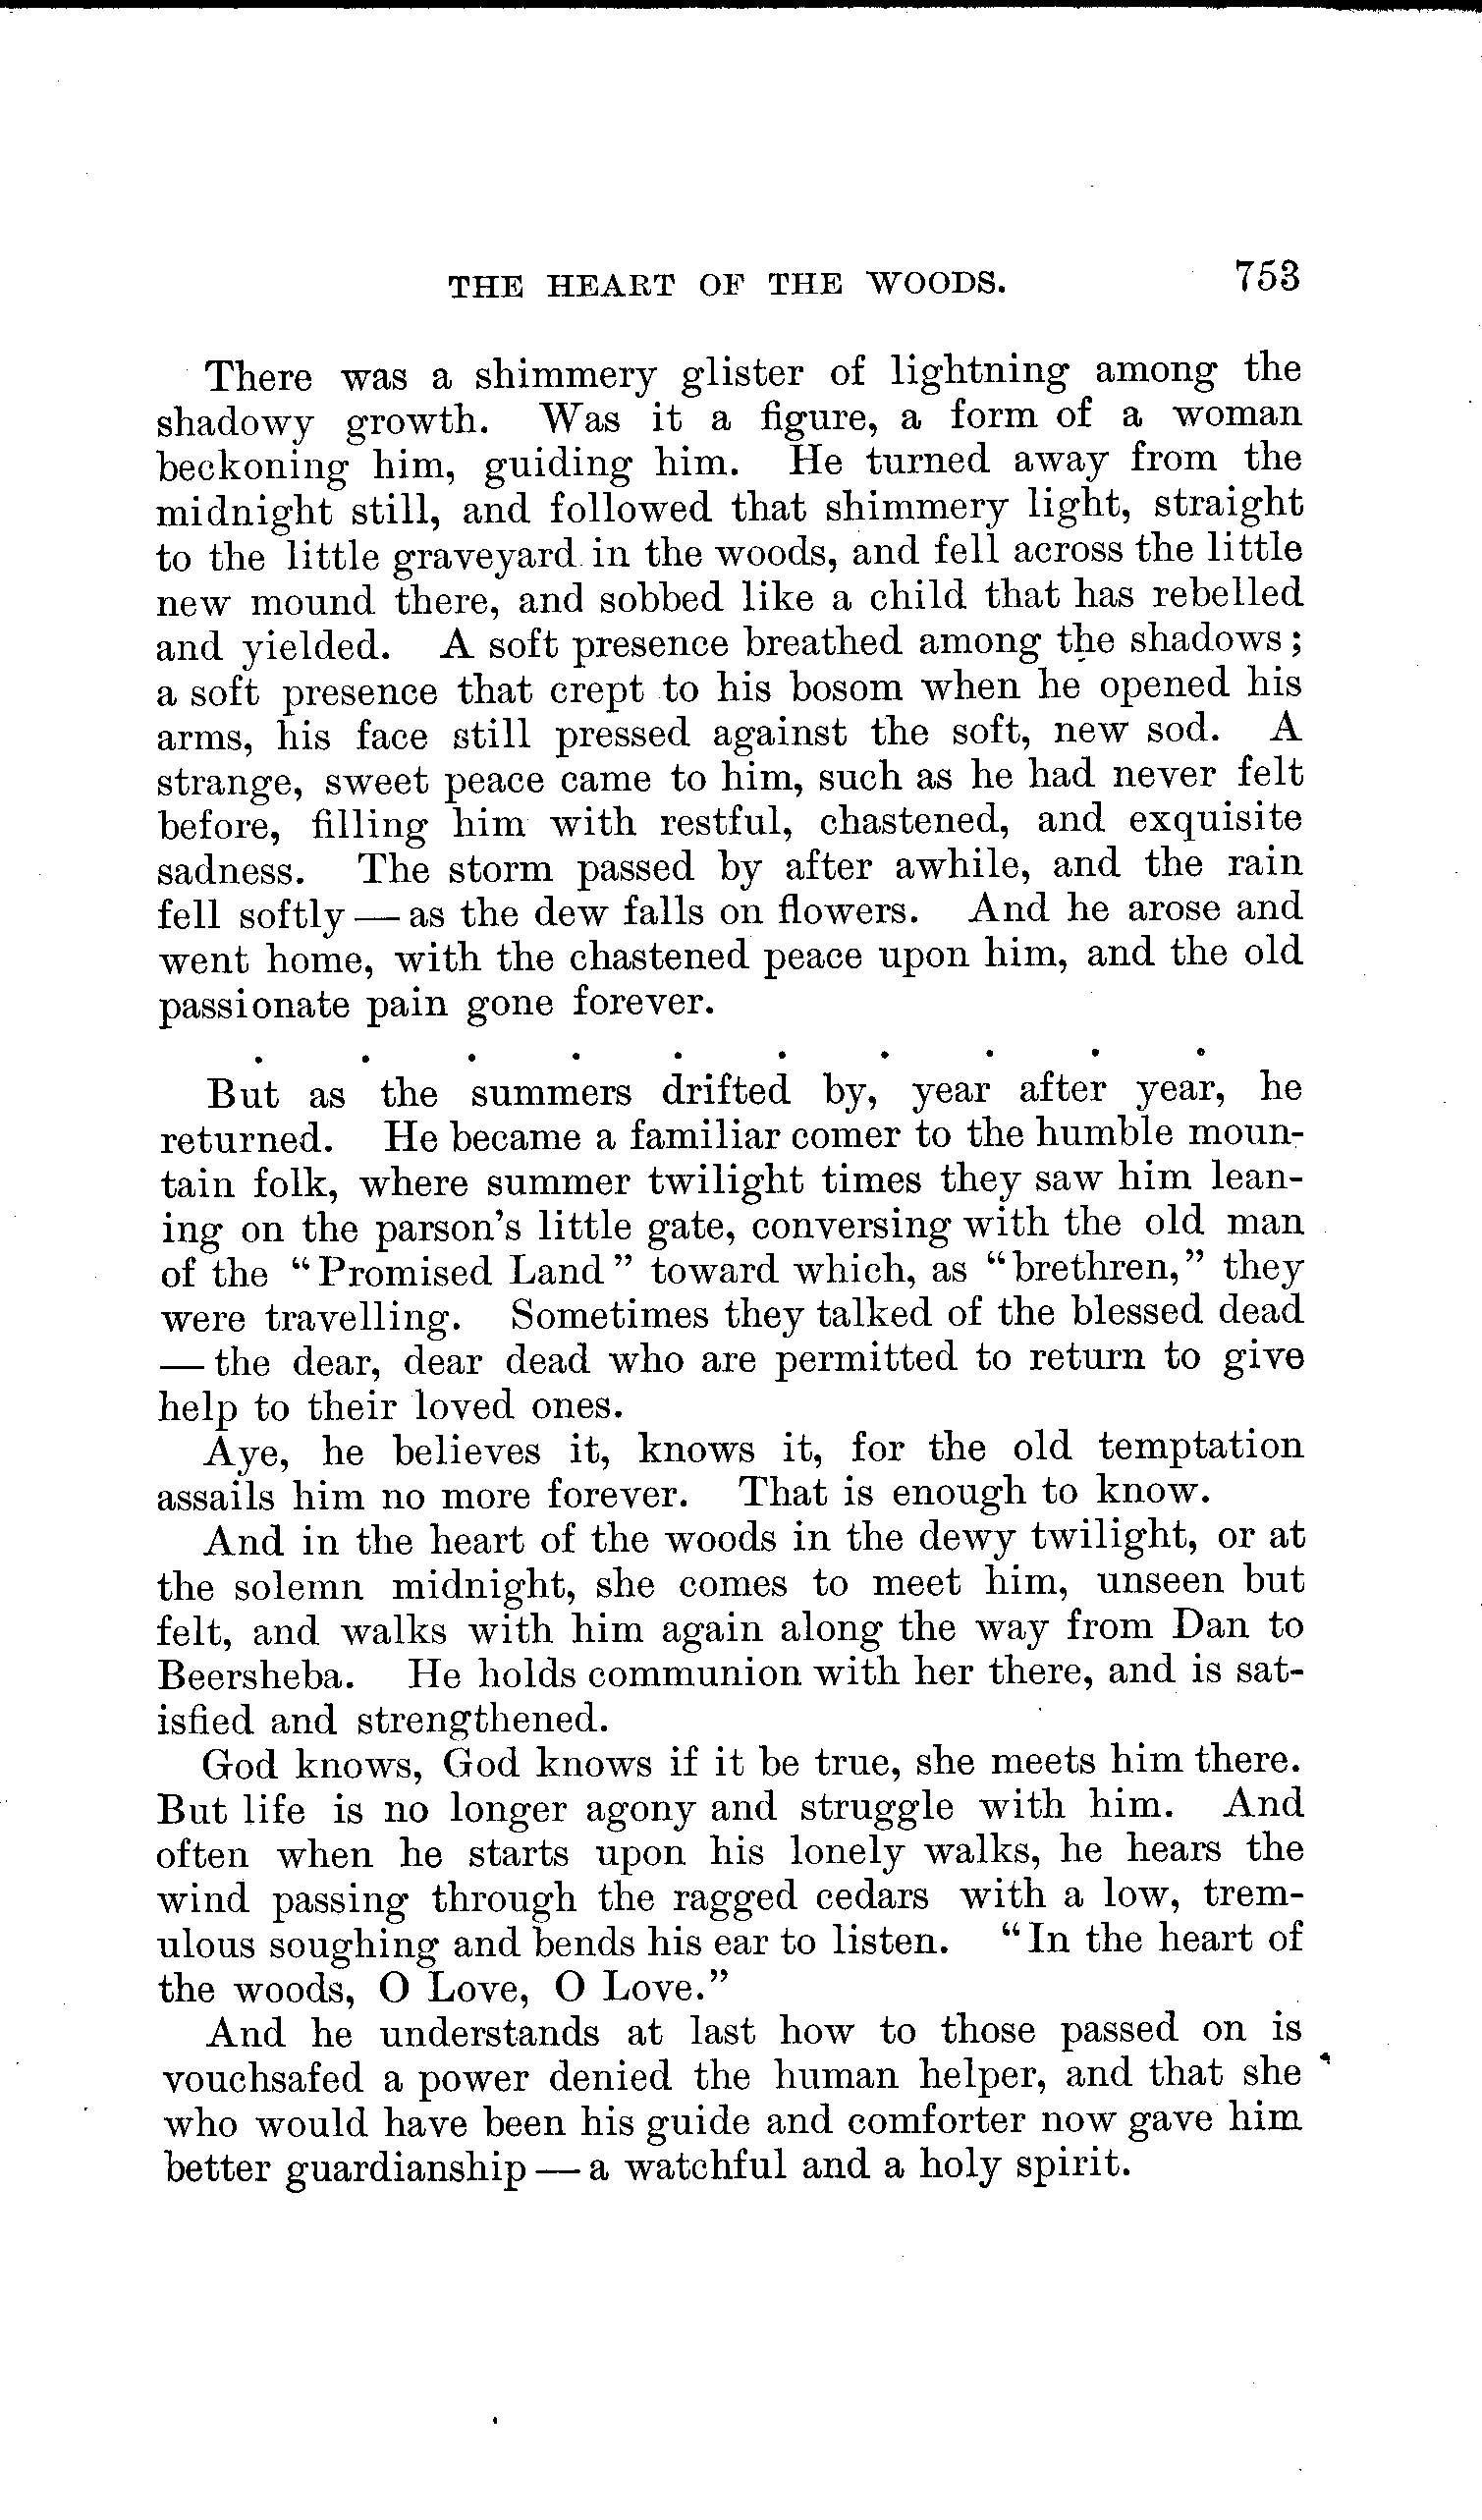 THE HEART OF THE WOODS. 753
There was a shimmery glister of lightning among the
shadowy growth. Was it a figure, a form of a woman
beckoning him, guiding him. He turned away from the
midnight still, and followed that shimmery light, straight
to the little graveyard in the woods, and fell across the little
new mound there, and sobbed like a child that has rebelled
and yielded. A soft presence breathed among the shadows;
a soft presence that crept to his bosom when he opened his
arms, his face still pressed against the soft, new sod. A
strange, sweet peace came to him, such as he had never felt
before, filling him with restful, chastened, and exquisite
sadness. The storm passed by after awhile, and the rain
fell softly — as the dew falls on flowers. And he arose and
went home, with the chastened peace upon him, and the old
passionate pain gone forever.
. . . . . . . . . .
But as the summers drifted by, year after year, he
returned. He became a familiar comer to the humble moun-
tain folk, where summer twilight times they saw him lean-
ing on the parson's little gate, conversing with the old man
of the "Promised Land" toward which, as "brethren," they
were travelling. Sometimes they talked of the blessed dead
— the dear, dear dead who are permitted to return to give
help to their loved ones.
Aye, he believes it, knows it, for the old temptation
assails him no more forever. That is enough to know.
And in the heart of the woods in the dewy twilight, or at
the solemn midnight, she comes to meet him, unseen but
felt, and walks with him again along the way from Dan to
Beersheba. He holds communion with her there, and is sat-
isfied and strengthened.
God knows, God knows if it be true, she meets him there.
But life is no longer agony and struggle with him. And
often when he starts upon his lonely walks, he hears the
wind passing through the ragged cedars with a low, trem-
ulous soughing and bends his ear to listen. "In the heart of
the woods, O Love, O Love."
And he understands at last how to those passed on is
vouchsafed a power denied the human helper, and that she
who would have been his guide and comforter now gave him
better guardianship — a watchful and a holy spirit.